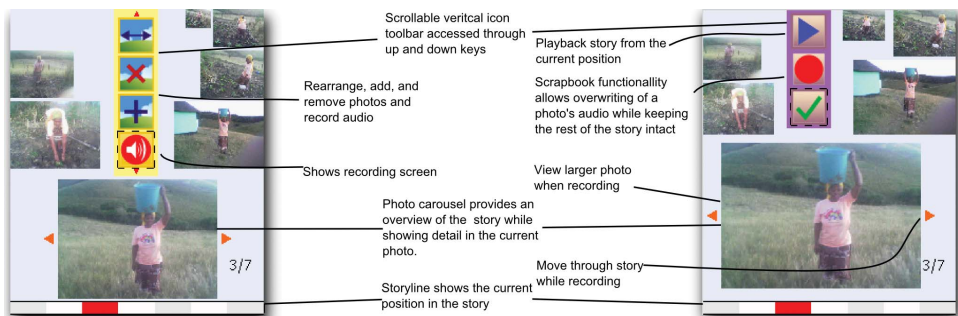 Scrollable veritcal icon
toolbar accessed through
up and down keys
Rearrange, add, and
remove photos and
record audio
Shows recording screen
Photo carousel provides an
overview of the story while
showing detail in the current
photo.
Storyline shows the current
position in the story
3/7
Playback story from the
current position
Scrapbook functionallity
allows overwriting of a
photo's audio while keeping
the rest of the story intact
View larger photo
when recording
Move through story
while recording
3/7